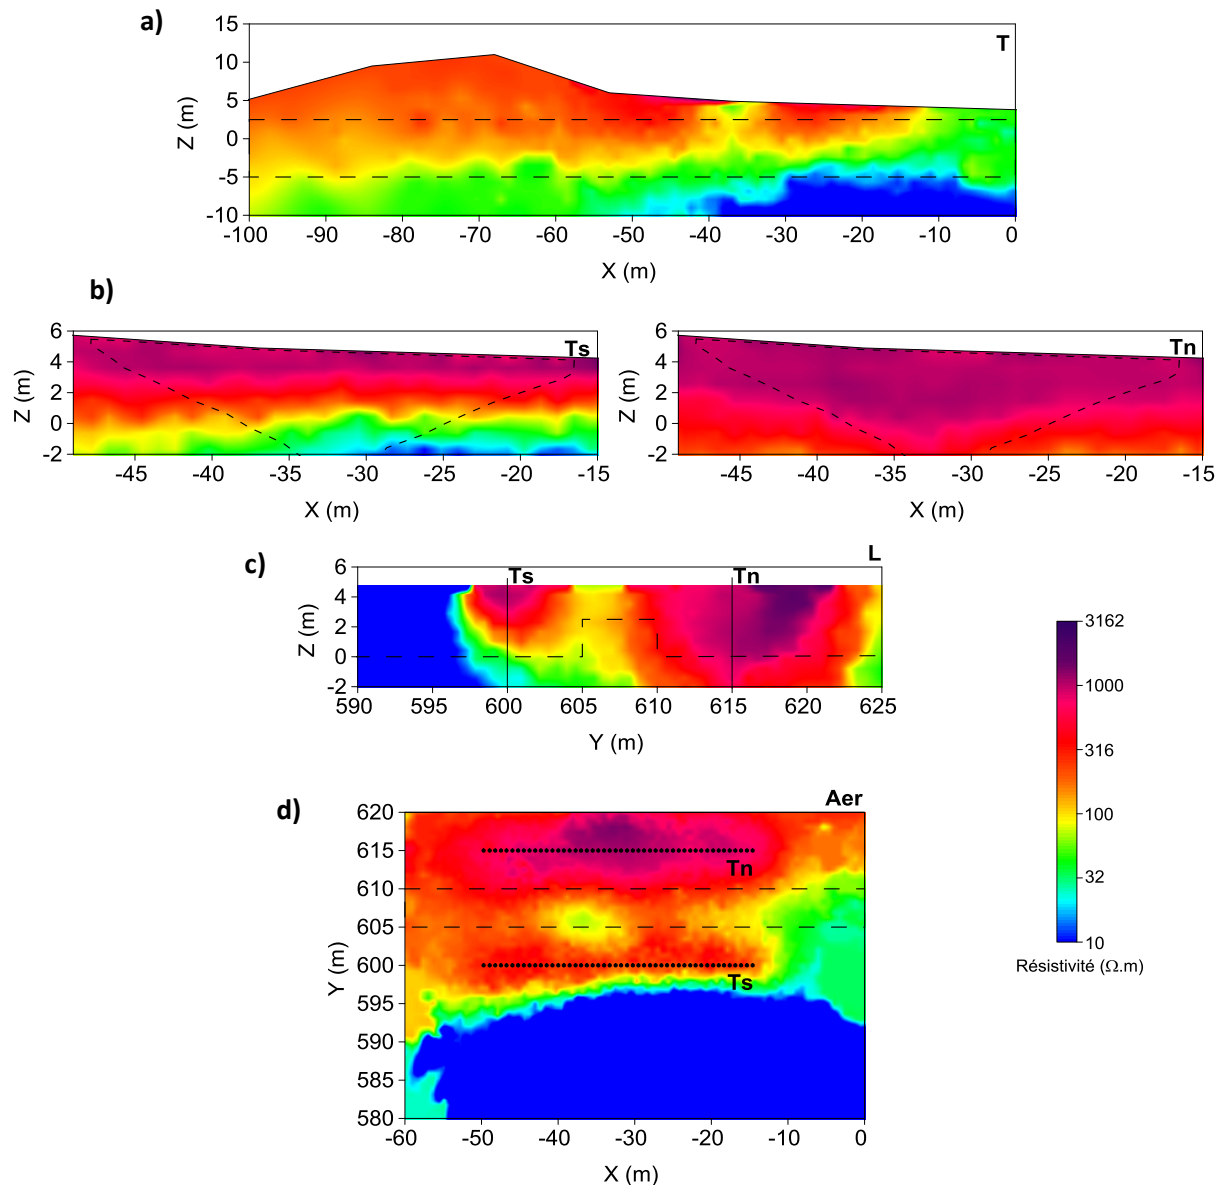 a)
T
15
10
5
0
-5
-10
Z (m)
-100 -90 -80 -70 -60 -50 -40 -30 -20 -10 0
X (m)
b)
Ts
6
4
2
0
-2
Z (m)
-45 -40 -35 -30 -25 -20 -15
X (m)
Tn
6
4
2
0
-2
Z (m)
-45 -40 -35 -30 -25 -20 -15
X (m)
c)
L
Ts Tn
6
4
2
0
-2
Z (m)
590 595 600 605 610 615 620 625
Y (m)
3162
1000
316
100
32
10
Résistivité (Ω.m)
d)
Aer
620
615
610
605
600
595
590
585
580
Y (m)
Tn
Ts
-60 -50 -40 -30 -20 -10 0
X (m)